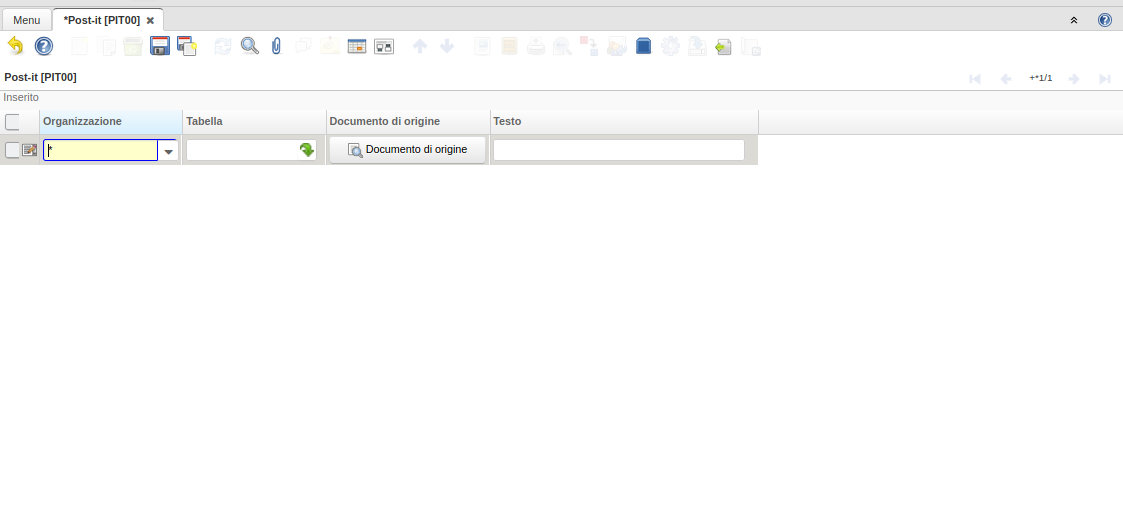 Menu
*Post-it [PIT00]
Post-it [PIT00]
+*1/1
Inserito
Organizzazione Tabella Documento di origine Testo
* Documento di origine